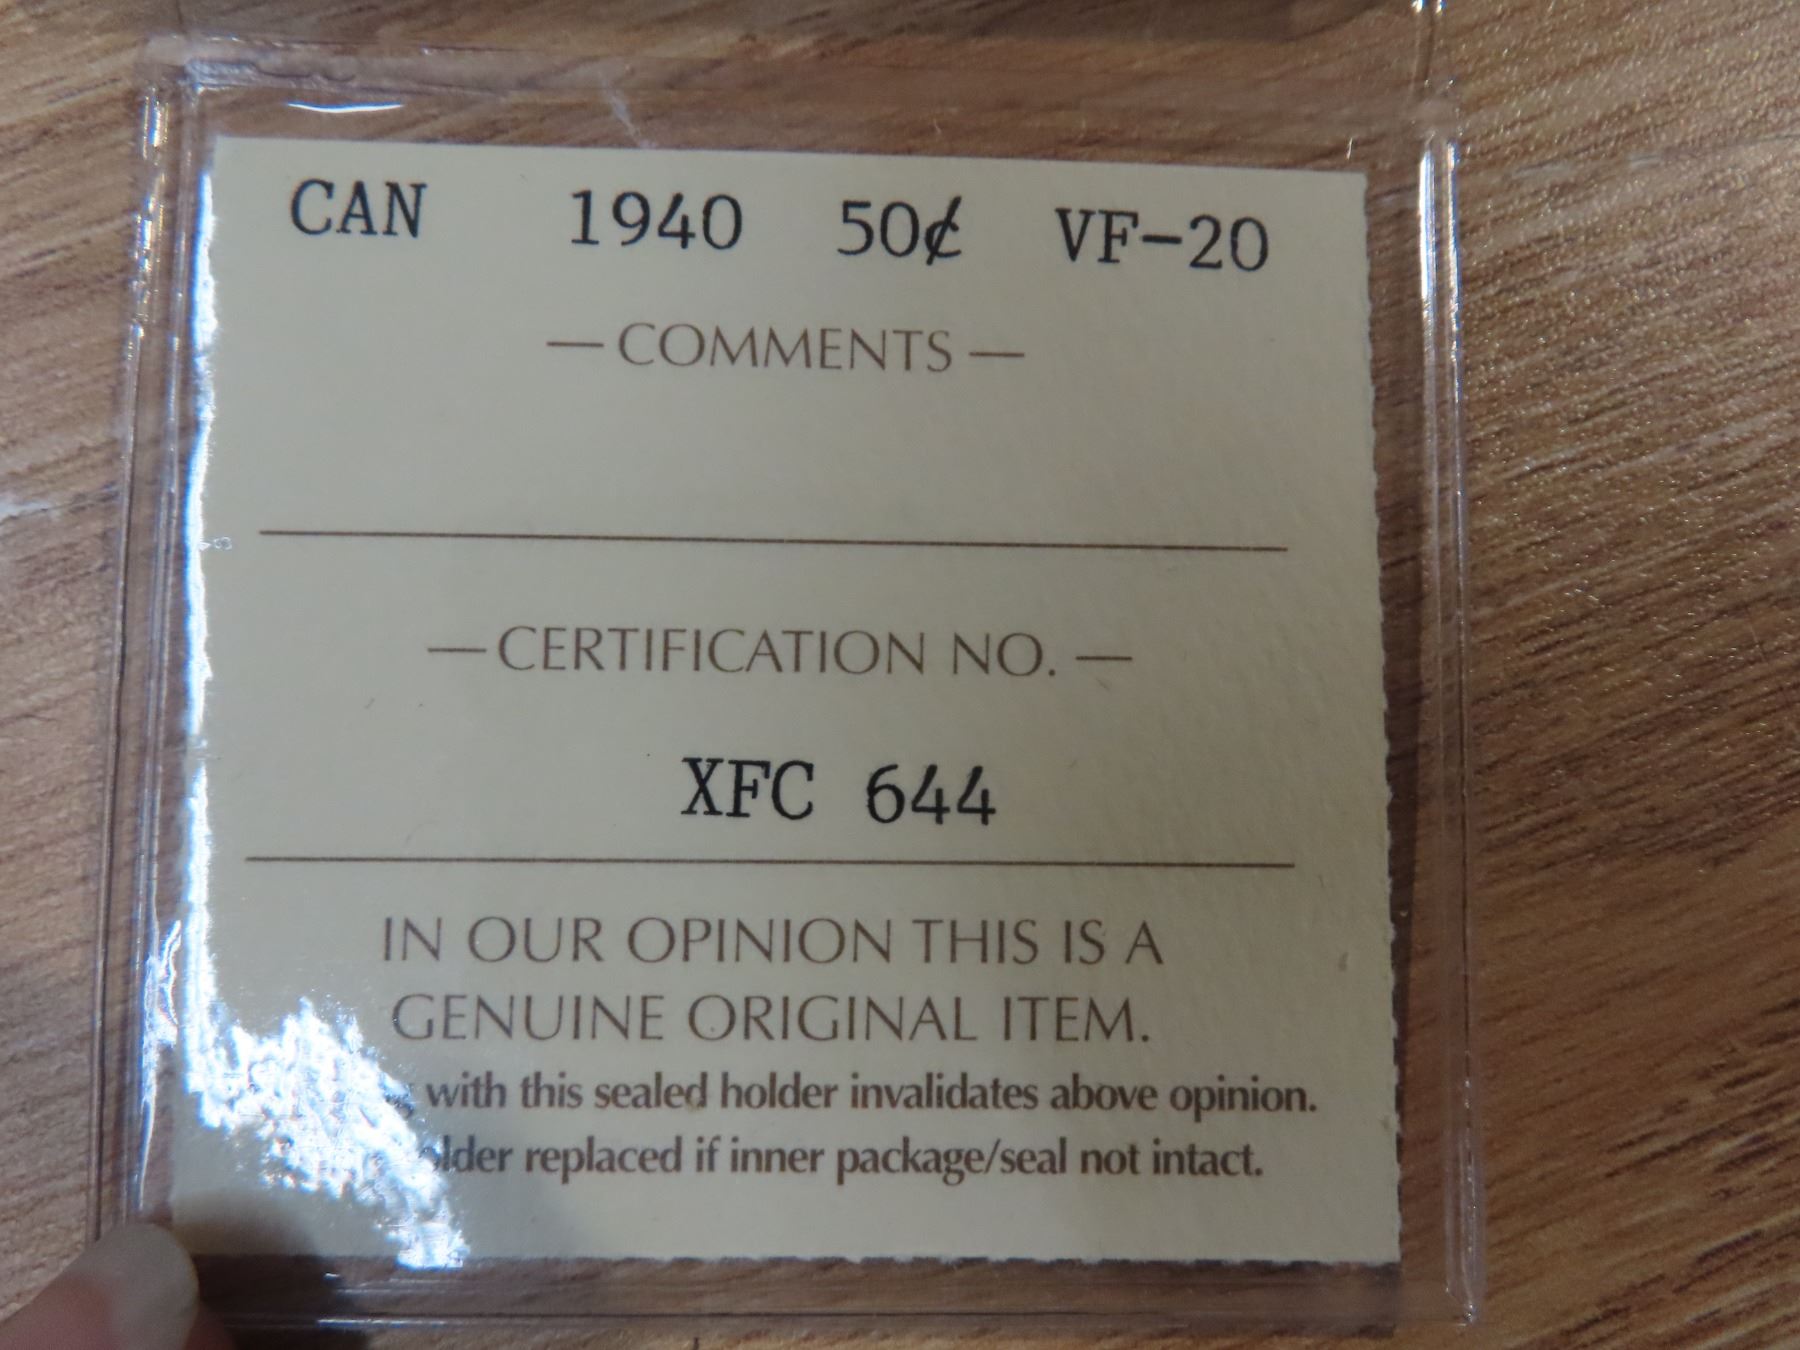 CAN 1940 50¢ VF-20
— COMMENTS —
— CERTIFICATION NO. —
XFC 644
IN OUR OPINION THIS IS A
GENUINE ORIGINAL ITEM.
with this sealed holder invalidates above opinion.
replaced if inner package/seal not intact.